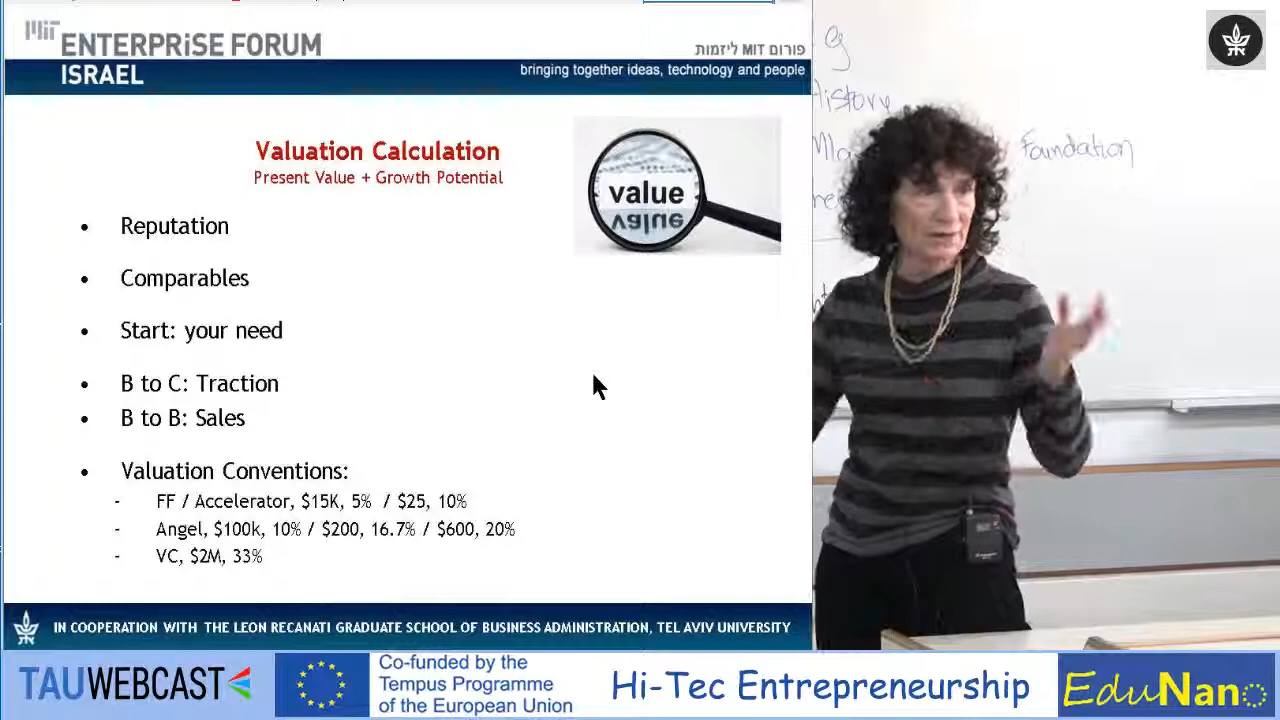 MiT
ENTERPRiSE FORUM
ISRAEL
פורום MIT ליזמות
bringing together ideas, technology and people
Valuation Calculation
Present Value + Growth Potential
value
value
• Reputation
• Comparables
• Start: your need
• B to C: Traction
• B to B: Sales
• Valuation Conventions:
- FF / Accelerator, $15K, 5% / $25, 10%
- Angel, $100k, 10% / $200, 16.7% / $600, 20%
- VC, $2M, 33%
IN COOPERATION WITH THE LEON RECANATI GRADUATE SCHOOL OF BUSINESS ADMINISTRATION, TEL AVIV UNIVERSITY
History
Foundation
TAUWEBCAST
Co-funded by the
Tempus Programme
of the European Union
Hi-Tec Entrepreneurship
EduNano